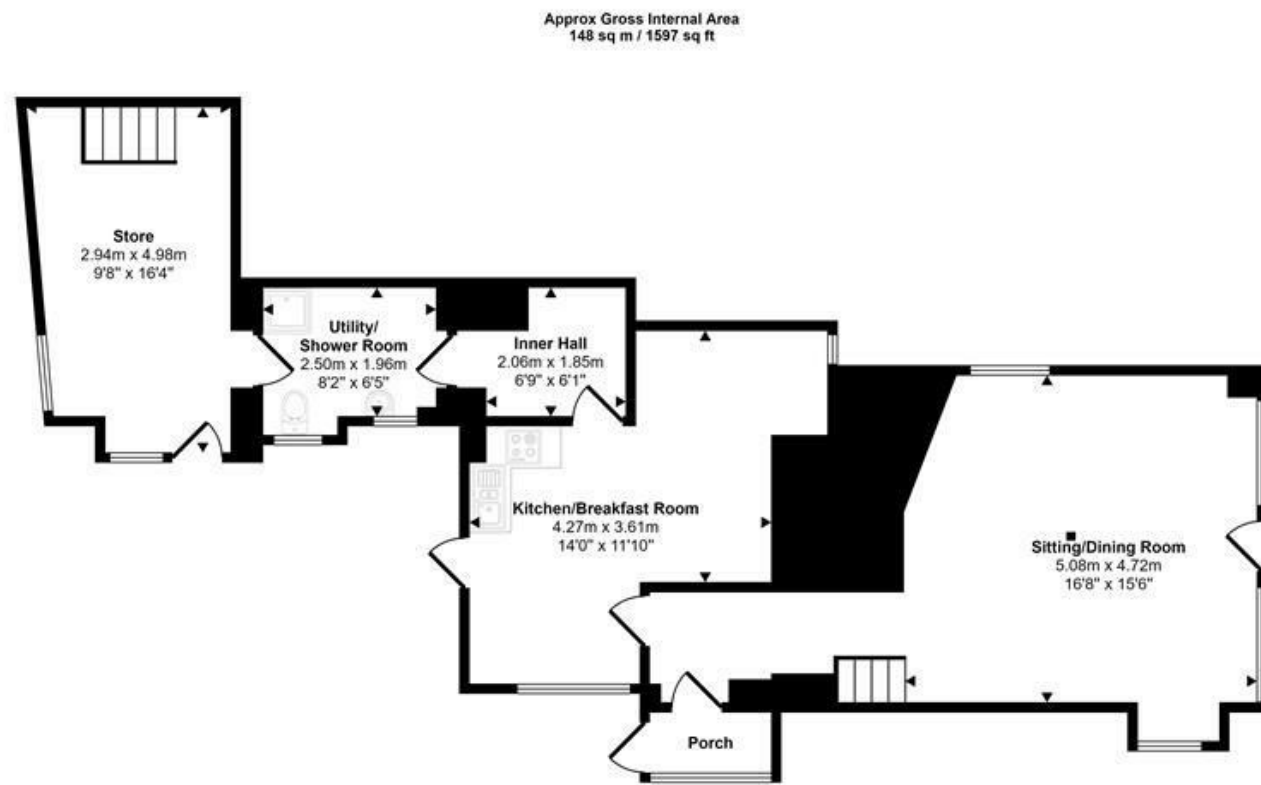 Approx Gross Internal Area
148 sq m / 1597 sq ft
Store
2.94m x 4.98m
9'8" x 16'4"
Utility/
Shower Room
2.50m x 1.96m
8'2" x 6'5"
Inner Hall
2.06m x 1.85m
6'9" x 6'1"
Kitchen/Breakfast Room
4.27m x 3.61m
14'0" x 11'10"
Sitting/Dining Room
5.08m x 4.72m
16'8" x 15'6"
Porch